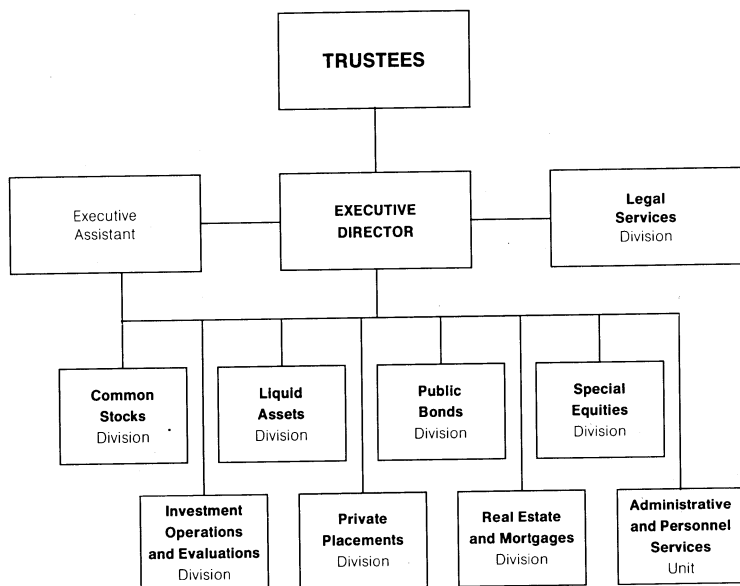 TRUSTEES
Executive
Assistant
EXECUTIVE
DIRECTOR
Legal
Services
Division
Common
Stocks
Division
Liquid
Assets
Division
Public
Bonds
Division
Special
Equities
Division
Investment
Operations
and Evaluations
Division
Private
Placements
Division
Real Estate
and Mortgages
Division
Administrative
and Personnel
Services
Unit